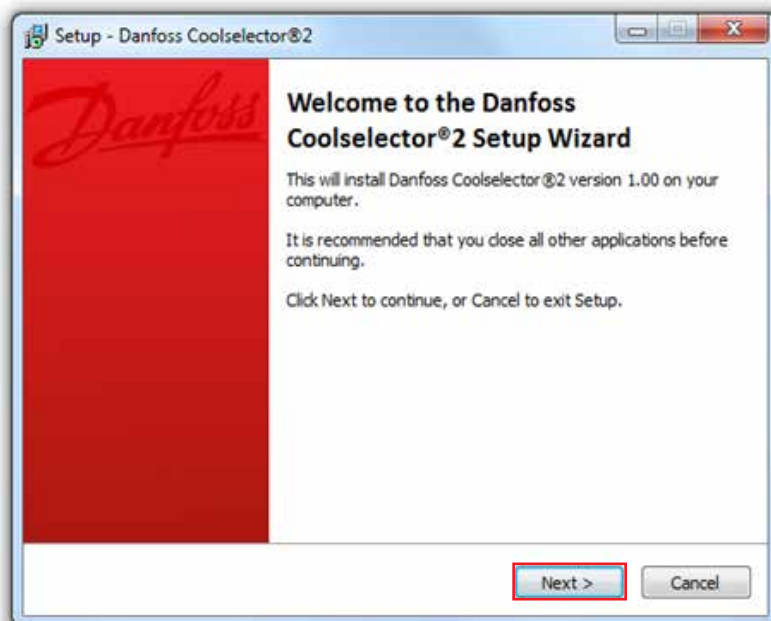 Setup - Danfoss Coolselector®2
Danfoss
Welcome to the Danfoss
Coolselector®2 Setup Wizard
This will install Danfoss Coolselector®2 version 1.00 on your
computer.
It is recommended that you close all other applications before
continuing.
Click Next to continue, or Cancel to exit Setup.
Next >
Cancel